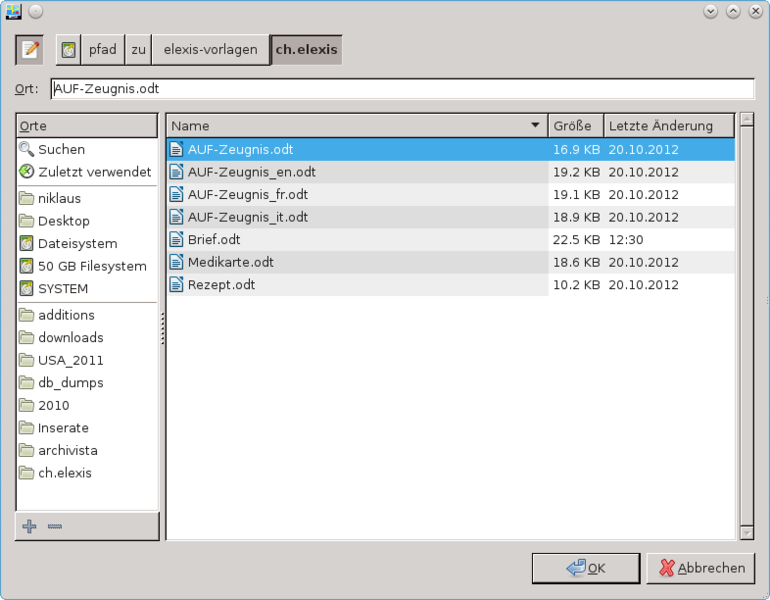 pfad zu elexis-vorlagen ch.elexis
Ort: AUF-Zeugnis.odt
Orte
Suchen
Zuletzt verwendet
niklaus
Desktop
Dateisystem
50 GB Filesystem
SYSTEM
additions
downloads
USA_2011
db_dumps
2010
Inserate
archivista
ch.elexis
Name Größe Letzte Änderung
AUF-Zeugnis.odt 16.9 KB 20.10.2012
AUF-Zeugnis_en.odt 19.2 KB 20.10.2012
AUF-Zeugnis_fr.odt 19.1 KB 20.10.2012
AUF-Zeugnis_it.odt 18.9 KB 20.10.2012
Brief.odt 22.5 KB 12:30
Medikarte.odt 18.6 KB 20.10.2012
Rezept.odt 10.2 KB 20.10.2012
OK Abbrechen